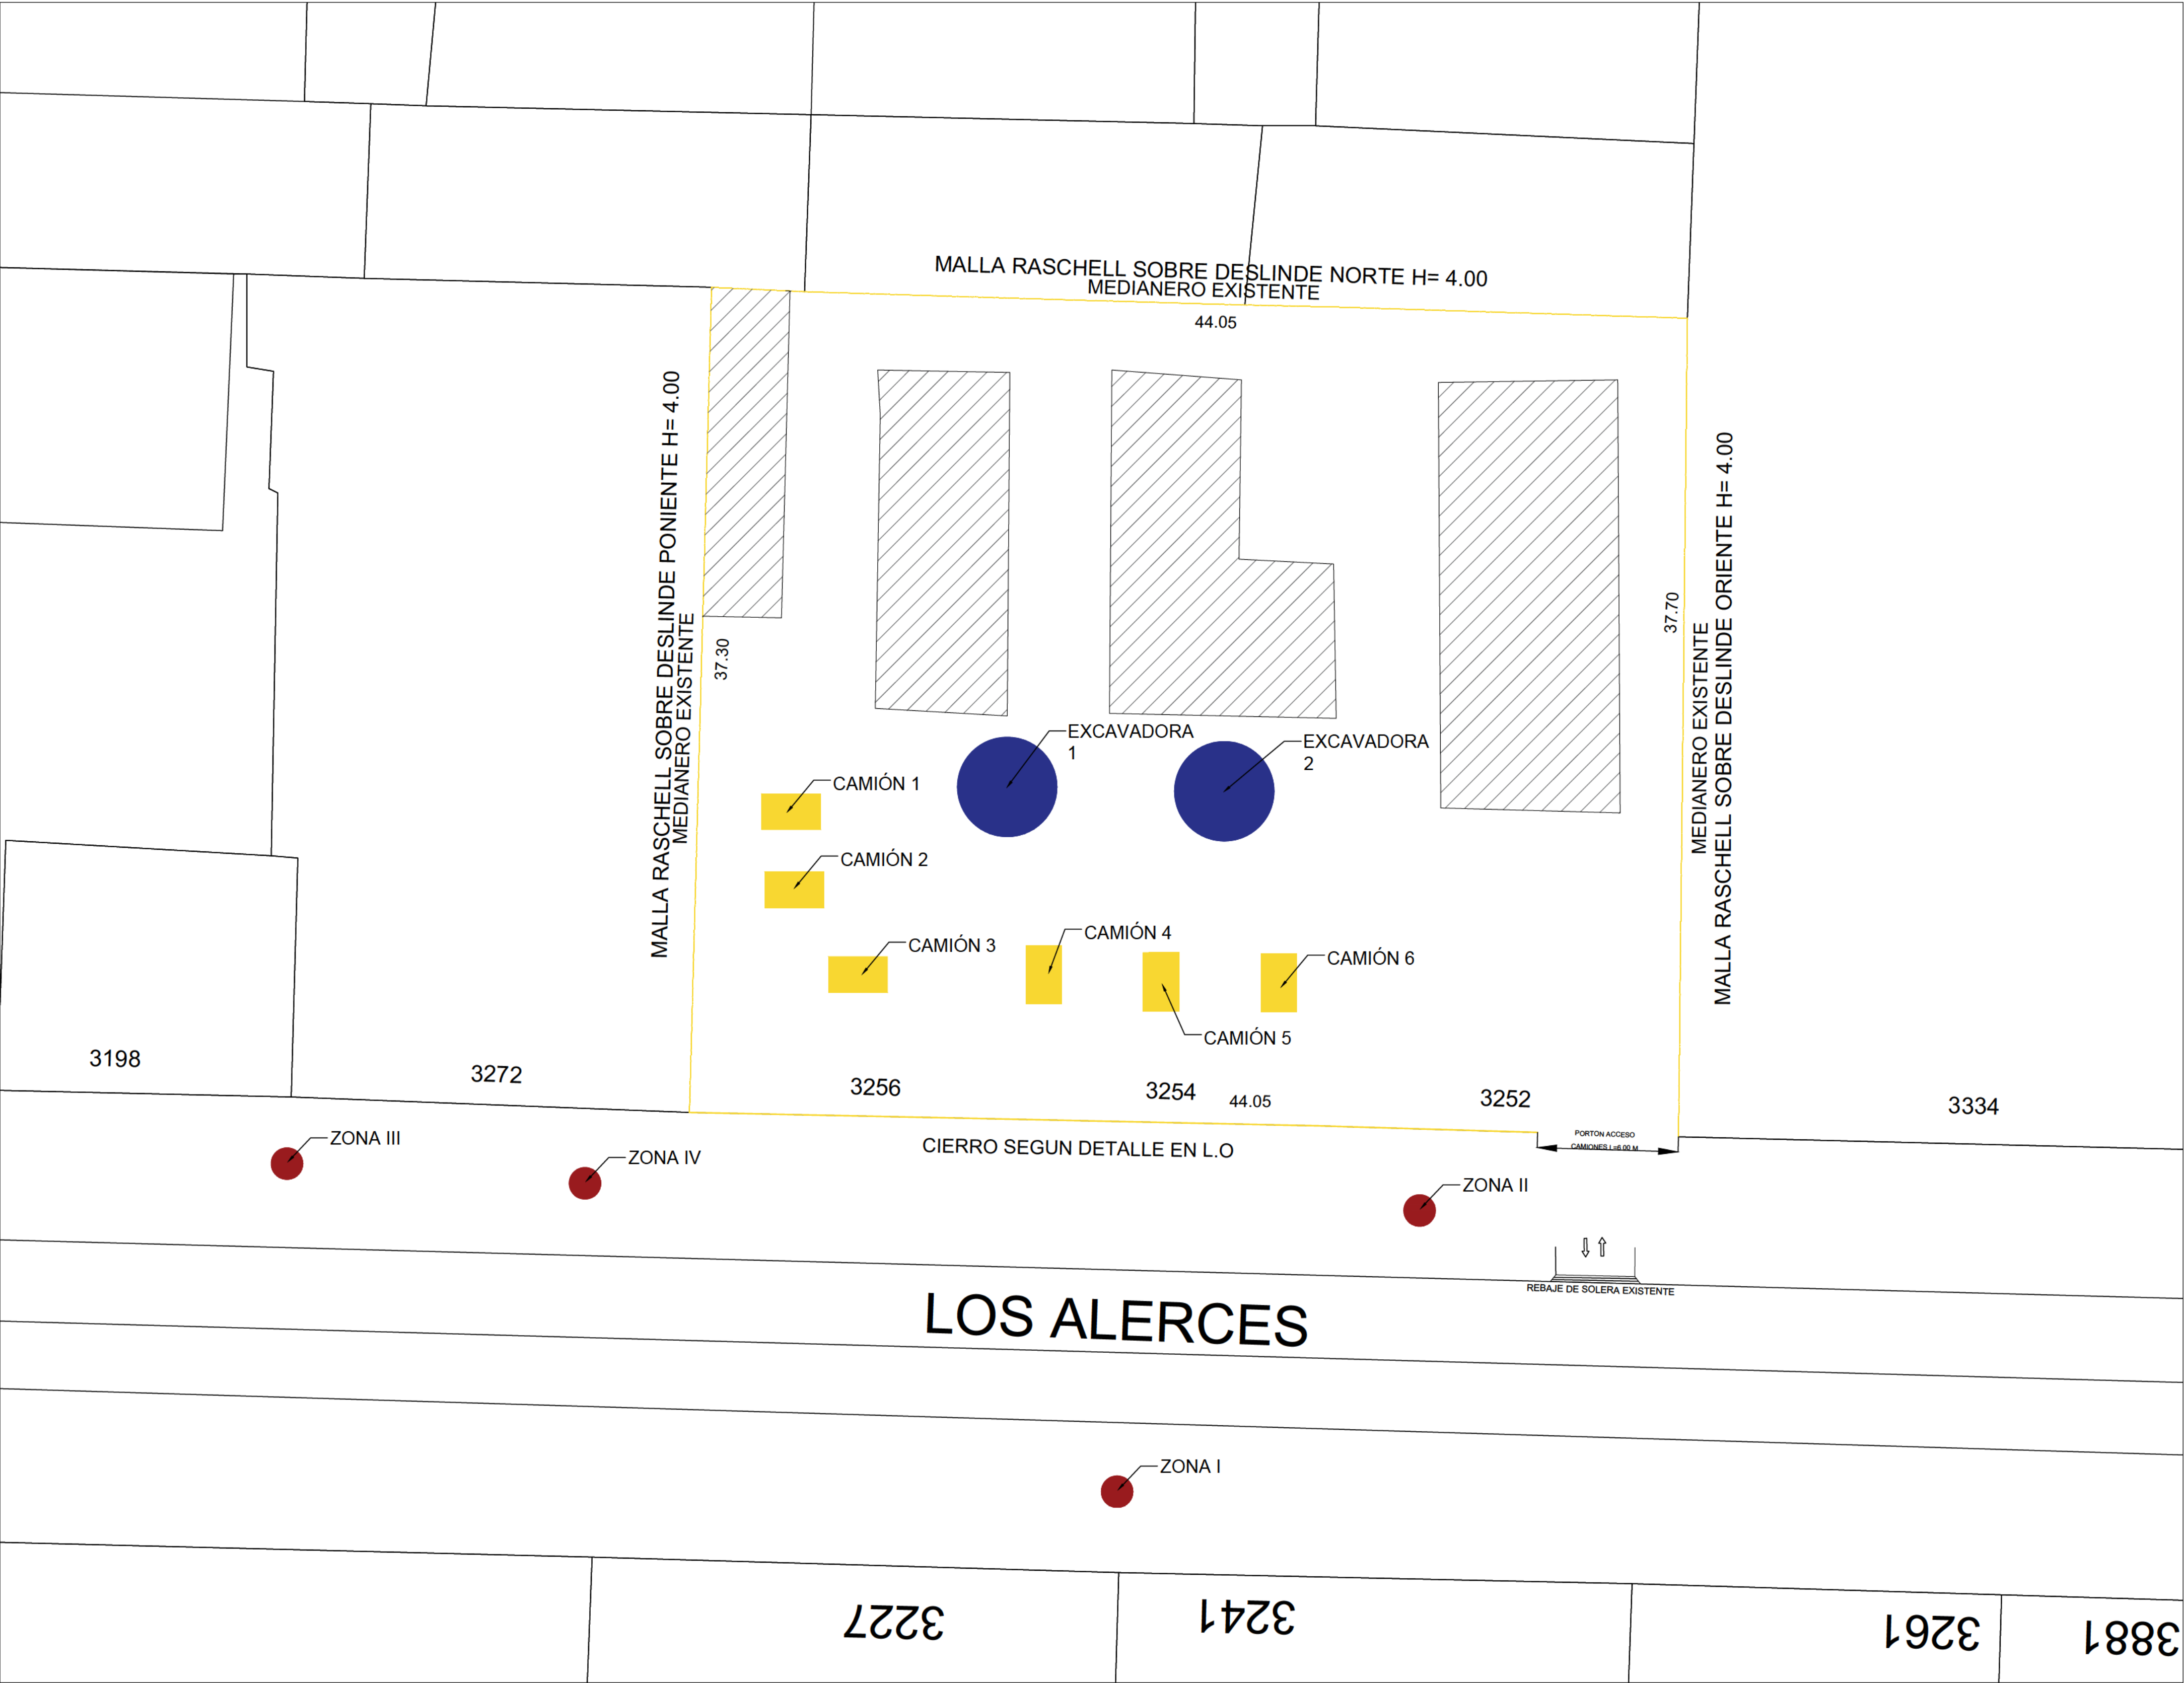 MALLA RASCHELL SOBRE DESLINDE NORTE H= 4.00
MEDIANERO EXISTENTE
44.05
MALLA RASCHELL SOBRE DESLINDE PONIENTE H= 4.00
MEDIANERO EXISTENTE
37.30
37.70
MEDIANERO EXISTENTE
MALLA RASCHELL SOBRE DESLINDE ORIENTE H= 4.00
EXCAVADORA
1
EXCAVADORA
2
CAMIÓN 1
CAMIÓN 2
CAMIÓN 3
CAMIÓN 4
CAMIÓN 6
CAMIÓN 5
3198
3272
3256
3254
44.05
3252
3334
CIERRO SEGUN DETALLE EN L.O
PORTON ACCESO
CAMIONES L=6.00 M
ZONA III
ZONA IV
ZONA II
REBAJE DE SOLERA EXISTENTE
LOS ALERCES
ZONA I
3227
3241
3261
3881